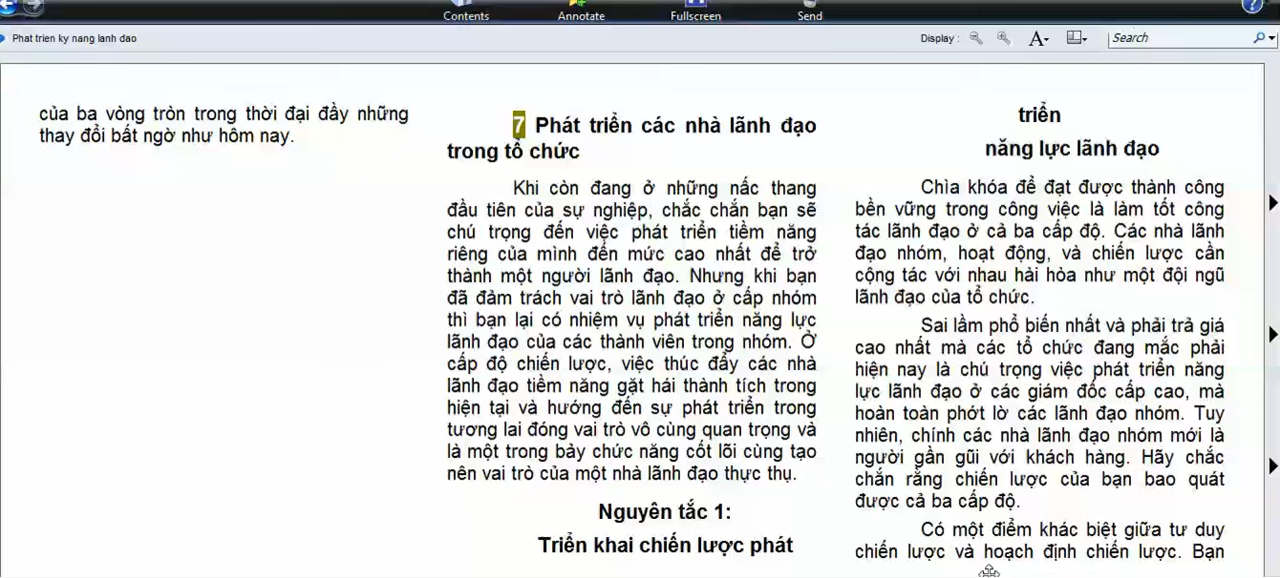 Contents
Annotate
Fullscreen
Send
Phat trien ky nang lanh dao
Display :
A
Search
của ba vòng tròn trong thời đại đầy những
thay đổi bất ngờ như hôm nay.
7 Phát triển các nhà lãnh đạo
trong tổ chức
Khi còn đang ở những nấc thang
đầu tiên của sự nghiệp, chắc chắn bạn sẽ
chú trọng đến việc phát triển tiềm năng
riêng của mình đến mức cao nhất để trở
thành một người lãnh đạo. Nhưng khi bạn
đã đảm trách vai trò lãnh đạo ở cấp nhóm
thì bạn lại có nhiệm vụ phát triển năng lực
lãnh đạo của các thành viên trong nhóm. Ở
cấp độ chiến lược, việc thúc đẩy các nhà
lãnh đạo tiềm năng gặt hái thành tích trong
hiện tại và hướng đến sự phát triển trong
tương lai đóng vai trò vô cùng quan trọng và
là một trong bảy chức năng cốt lõi cùng tạo
nên vai trò của một nhà lãnh đạo thực thụ.
Nguyên tắc 1:
Triển khai chiến lược phát
triển
năng lực lãnh đạo
Chìa khóa để đạt được thành công
bền vững trong công việc là làm tốt công
tác lãnh đạo ở cả ba cấp độ. Các nhà lãnh
đạo nhóm, hoạt động, và chiến lược cần
cộng tác với nhau hài hòa như một đội ngũ
lãnh đạo của tổ chức.
Sai lầm phổ biến nhất và phải trả giá
cao nhất mà các tổ chức đang mắc phải
hiện nay là chú trọng việc phát triển năng
lực lãnh đạo ở các giám đốc cấp cao, mà
hoàn toàn phớt lờ các lãnh đạo nhóm. Tuy
nhiên, chính các nhà lãnh đạo nhóm mới là
người gần gũi với khách hàng. Hãy chắc
chắn rằng chiến lược của bạn bao quát
được cả ba cấp độ.
Có một điểm khác biệt giữa tư duy
chiến lược và hoạch định chiến lược. Bạn